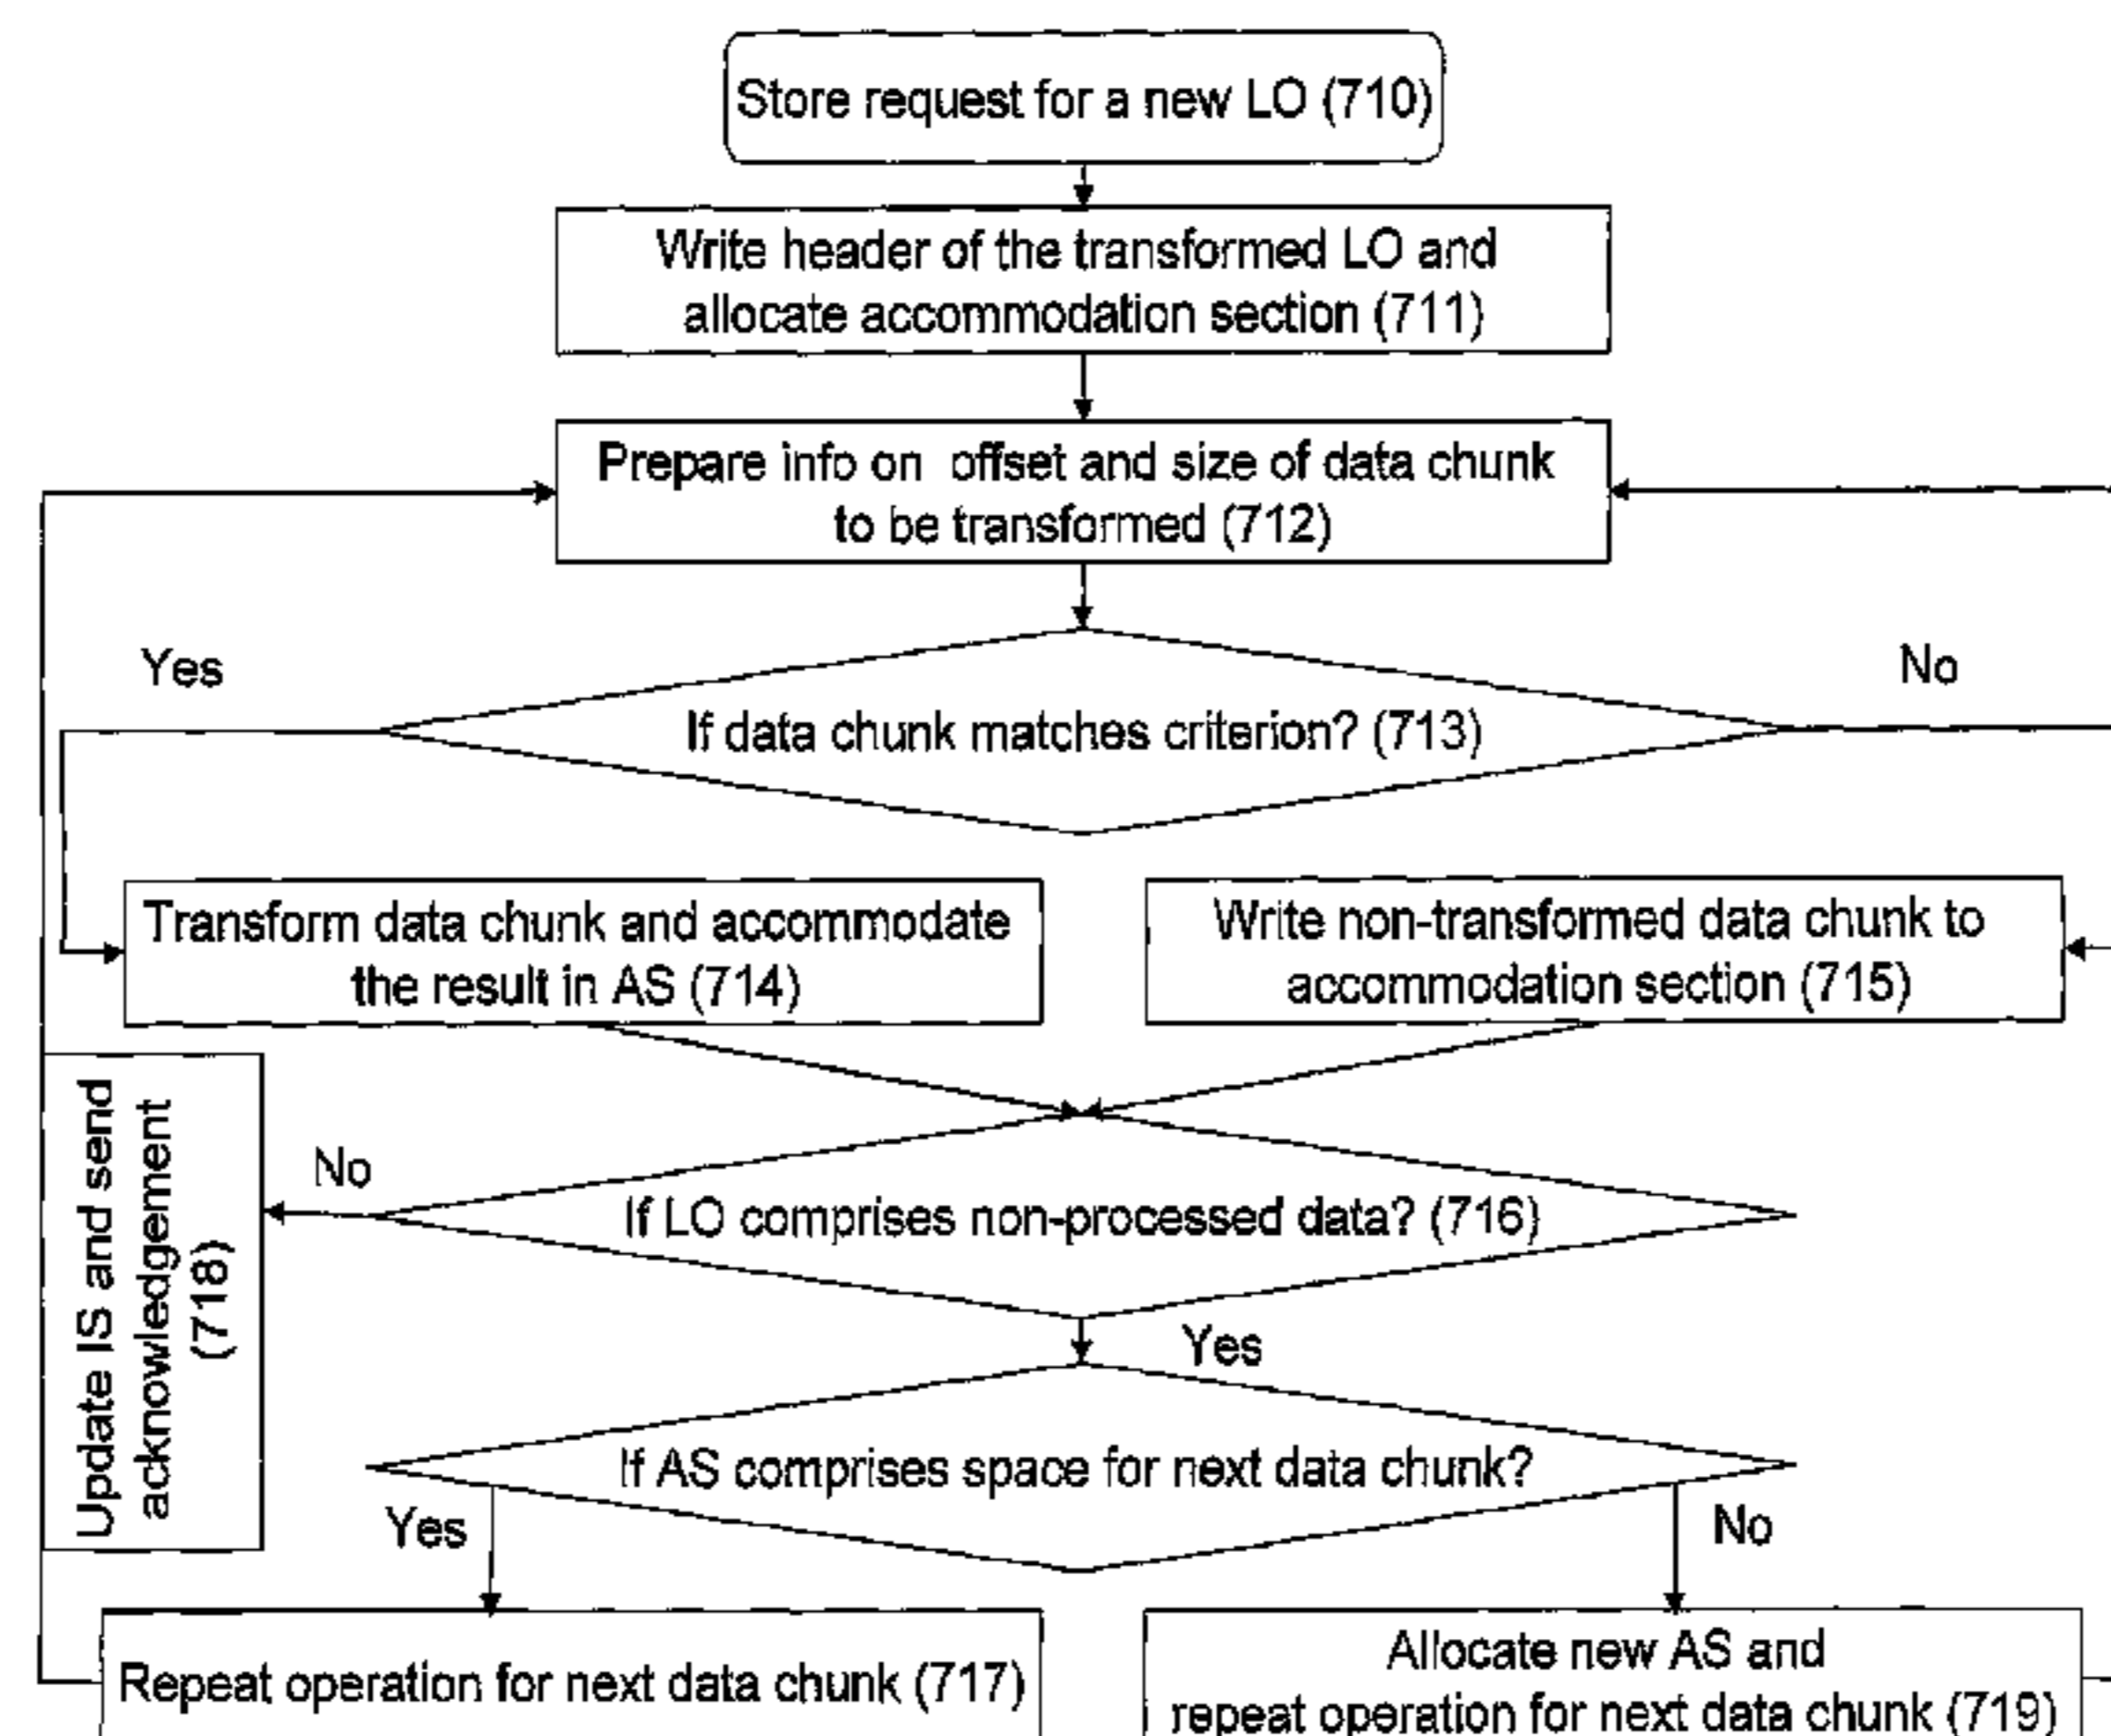 Store request for a new LO (710)
Write header of the transformed LO and
allocate accommodation section (711)
Prepare info on offset and size of data chunk
to be transformed (712)
Yes
No
If data chunk matches criterion? (713)
Transform data chunk and accommodate
the result in AS (714)
Write non-transformed data chunk to
accommodation section (715)
Update IS and send
acknowledgement
(718)
No
If LO comprises non-processed data? (716)
Yes
If AS comprises space for next data chunk?
Yes
No
Repeat operation for next data chunk (717)
Allocate new AS and
repeat operation for next data chunk (719)